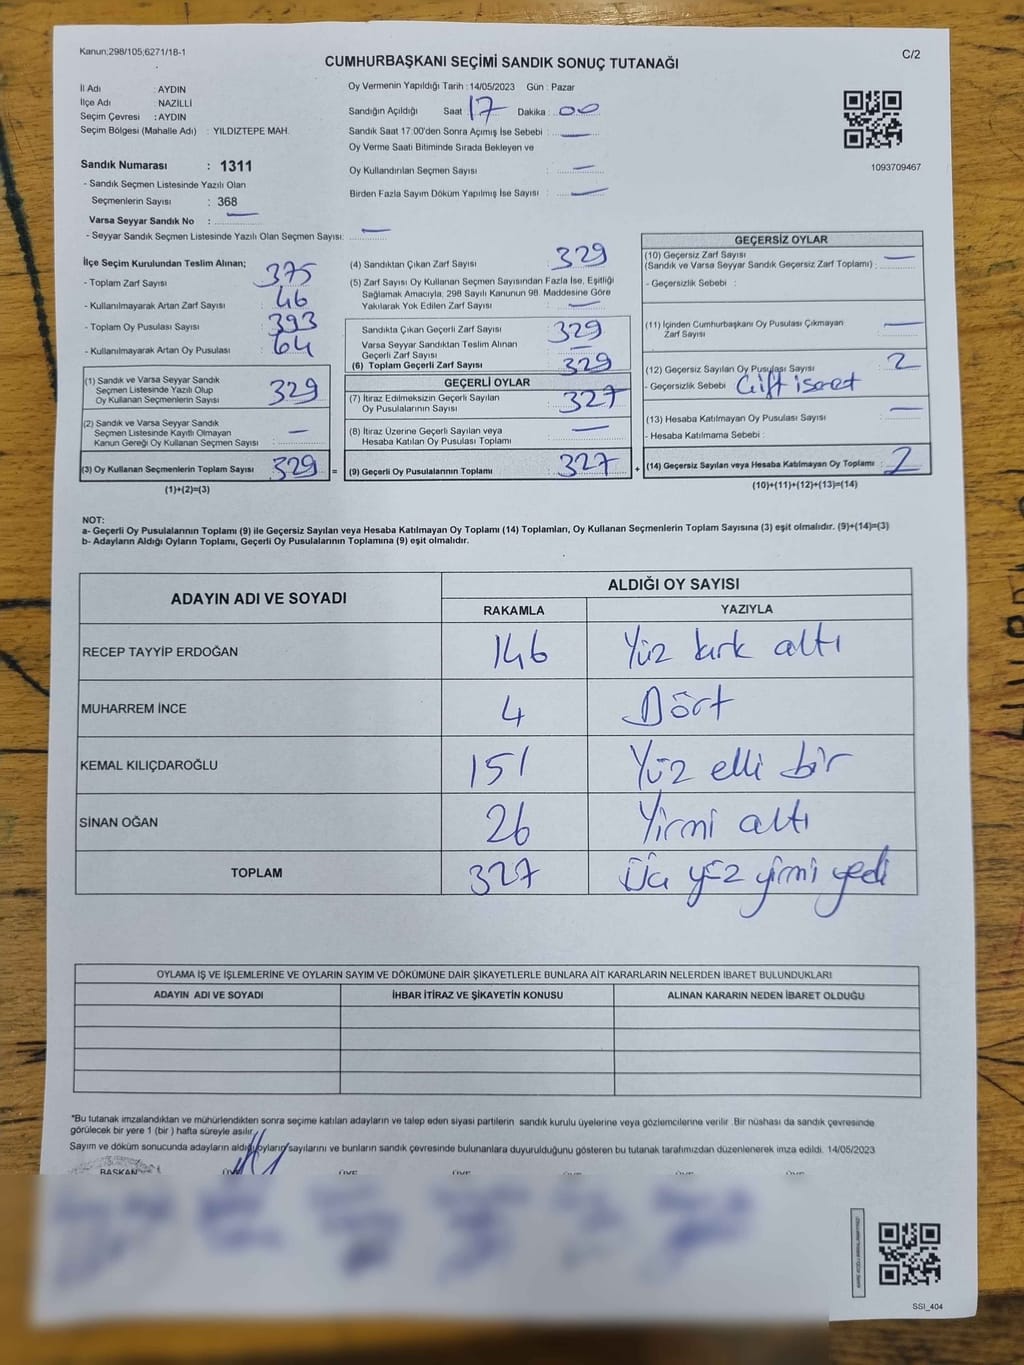 Kanun;298/105;6271/18-1
C/2
CUMHURBAŞKANI SEÇİMİ SANDIK SONUÇ TUTANAĞI
İl Adı : AYDIN
İlçe Adı : NAZİLLİ
Seçim Çevresi : AYDIN
Seçim Bölgesi (Mahalle Adı) : YILDIZTEPE MAH.
Sandık Numarası : 1311
- Sandık Seçmen Listesinde Yazılı Olan
Seçmenlerin Sayısı : 368
Varsa Seyyar Sandık No : —
- Seyyar Sandık Seçmen Listesinde Yazılı Olan Seçmen Sayısı: —
Oy Vermenin Yapıldığı Tarih : 14/05/2023 Gün : Pazar
Sandığın Açıldığı Saat 17 Dakika : 00
Sandık Saat 17.00'den Sonra Açımış İse Sebebi : —
Oy Verme Saati Bitiminde Sırada Bekleyen ve
Oy Kullandırılan Seçmen Sayısı : —
Birden Fazla Sayım Döküm Yapılmış İse Sayısı : —
1093709467
İlçe Seçim Kurulundan Teslim Alınan;
- Toplam Zarf Sayısı : 375
- Kullanılmayarak Artan Zarf Sayısı : 46
- Toplam Oy Pusulası Sayısı : 393
- Kullanılmayarak Artan Oy Pusulası : 64
(1) Sandık ve Varsa Seyyar Sandık
Seçmen Listesinde Yazılı Olup
Oy Kullanan Seçmenlerin Sayısı : 329
(2) Sandık ve Varsa Seyyar Sandık
Seçmen Listesinde Kayıtlı Olmayan
Kanun Gereği Oy Kullanan Seçmen Sayısı : —
(3) Oy Kullanan Seçmenlerin Toplam Sayısı : 329 =
(1)+(2)=(3)
(4) Sandıktan Çıkan Zarf Sayısı : 329
(5) Zarf Sayısı Oy Kullanan Seçmen Sayısından Fazla İse, Eşitliği
Sağlamak Amacıyla, 298 Sayılı Kanunun 98. Maddesine Göre
Yakılarak Yok Edilen Zarf Sayısı : —
Sandıkta Çıkan Geçerli Zarf Sayısı : 329
Varsa Seyyar Sandıktan Teslim Alınan
Geçerli Zarf Sayısı : —
(6) Toplam Geçerli Zarf Sayısı : 329
GEÇERLİ OYLAR
(7) İtiraz Edilmeksizin Geçerli Sayılan
Oy Pusulalarının Sayısı : 327
(8) İtiraz Üzerine Geçerli Sayılan veya
Hesaba Katılan Oy Pusulası Toplamı : —
(9) Geçerli Oy Pusulalarının Toplamı : 327 +
GEÇERSİZ OYLAR
(10) Geçersiz Zarf Sayısı
(Sandık ve Varsa Seyyar Sandık Geçersiz Zarf Toplamı) : —
- Geçersizlik Sebebi :
(11) İçinden Cumhurbaşkanı Oy Pusulası Çıkmayan
Zarf Sayısı : —
(12) Geçersiz Sayılan Oy Pusulası Sayısı : 2
- Geçersizlik Sebebi : Çift isaret
(13) Hesaba Katılmayan Oy Pusulası Sayısı : —
- Hesaba Katılmama Sebebi :
(14) Geçersiz Sayılan veya Hesaba Katılmayan Oy Toplamı : 2
(10)+(11)+(12)+(13)=(14)
NOT:
a- Geçerli Oy Pusulalarının Toplamı (9) ile Geçersiz Sayılan veya Hesaba Katılmayan Oy Toplamı (14) Toplamları, Oy Kullanan Seçmenlerin Toplam Sayısına (3) eşit olmalıdır. (9)+(14)=(3)
b- Adayların Aldığı Oyların Toplamı, Geçerli Oy Pusulalarının Toplamına (9) eşit olmalıdır.
ADAYIN ADI VE SOYADI
ALDIĞI OY SAYISI
RAKAMLA YAZIYLA
RECEP TAYYİP ERDOĞAN 146 Yüz kırk altı
MUHARREM İNCE 4 Dört
KEMAL KILIÇDAROĞLU 151 Yüz elli bir
SİNAN OĞAN 26 Yirmi altı
TOPLAM 327 Üç yüz yirmi yedi
OYLAMA İŞ VE İŞLEMLERİNE VE OYLARIN SAYIM VE DÖKÜMÜNE DAİR ŞİKAYETLERLE BUNLARA AİT KARARLARIN NELERDEN İBARET BULUNDUKLARI
ADAYIN ADI VE SOYADI İHBAR İTİRAZ VE ŞİKAYETİN KONUSU ALINAN KARARIN NEDEN İBARET OLDUĞU
*Bu tutanak imzalandıktan ve mühürlendikten sonra seçime katılan adayların ve talep eden siyasi partilerin sandık kurulu üyelerine veya gözlemcilerine verilir .Bir nüshası da sandık çevresinde
görülecek bir yere 1 (bir ) hafta süreyle asılır.
Sayım ve döküm sonucunda adayların aldığı oyların sayılarını ve bunların sandık çevresinde bulunanlara duyurulduğunu gösteren bu tutanak tarafımızdan düzenlenerek imza edildi. 14/05/2023
BAŞKAN ÜYE ÜYE ÜYE ÜYE ÜYE ÜYE
SSI_404